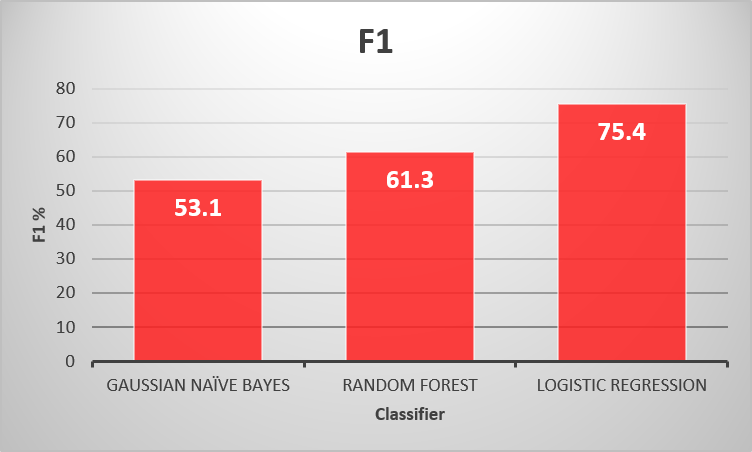 F1
80
70
60
50
40
30
20
10
0
F1 %
53.1
61.3
75.4
GAUSSIAN NAÏVE BAYES
RANDOM FOREST
LOGISTIC REGRESSION
Classifier